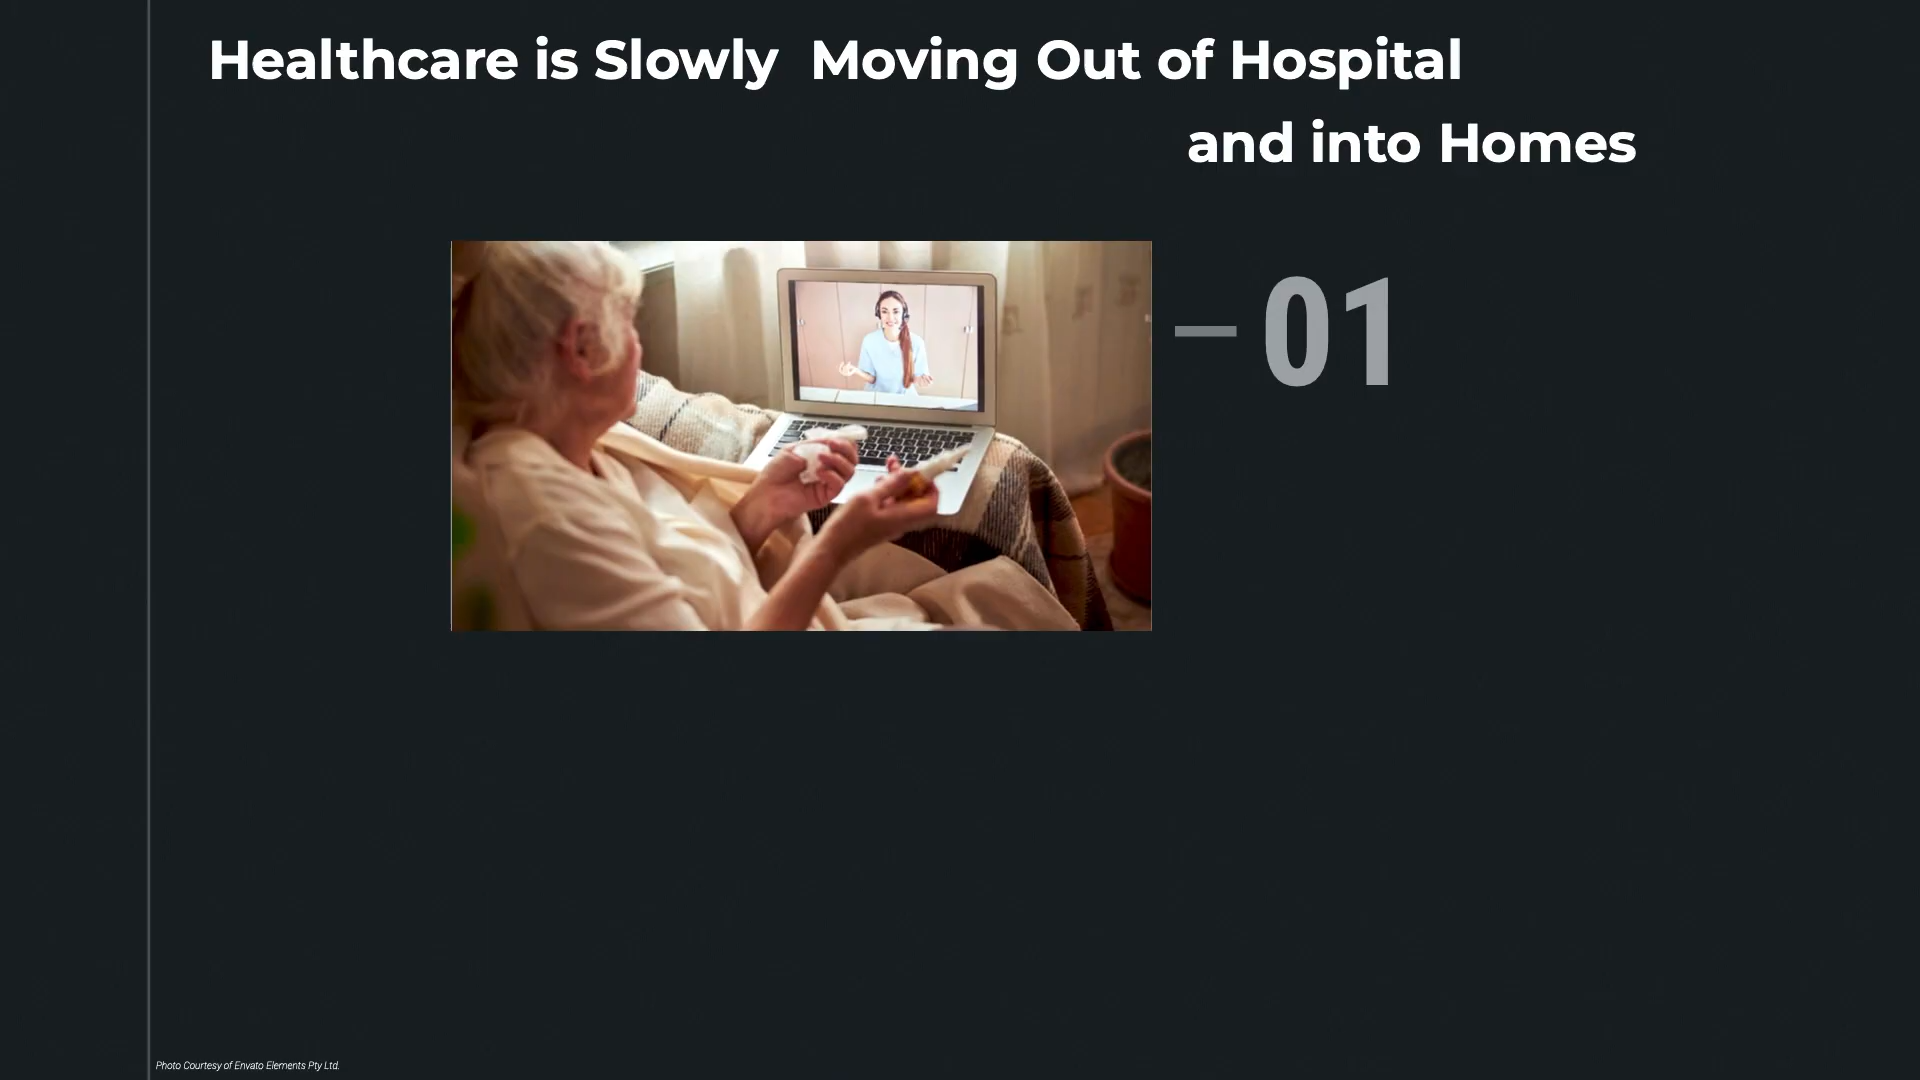 Healthcare is Slowly  Moving Out of Hospital
and into Homes
— 01
Photo Courtesy of Envato Elements Pty Ltd.